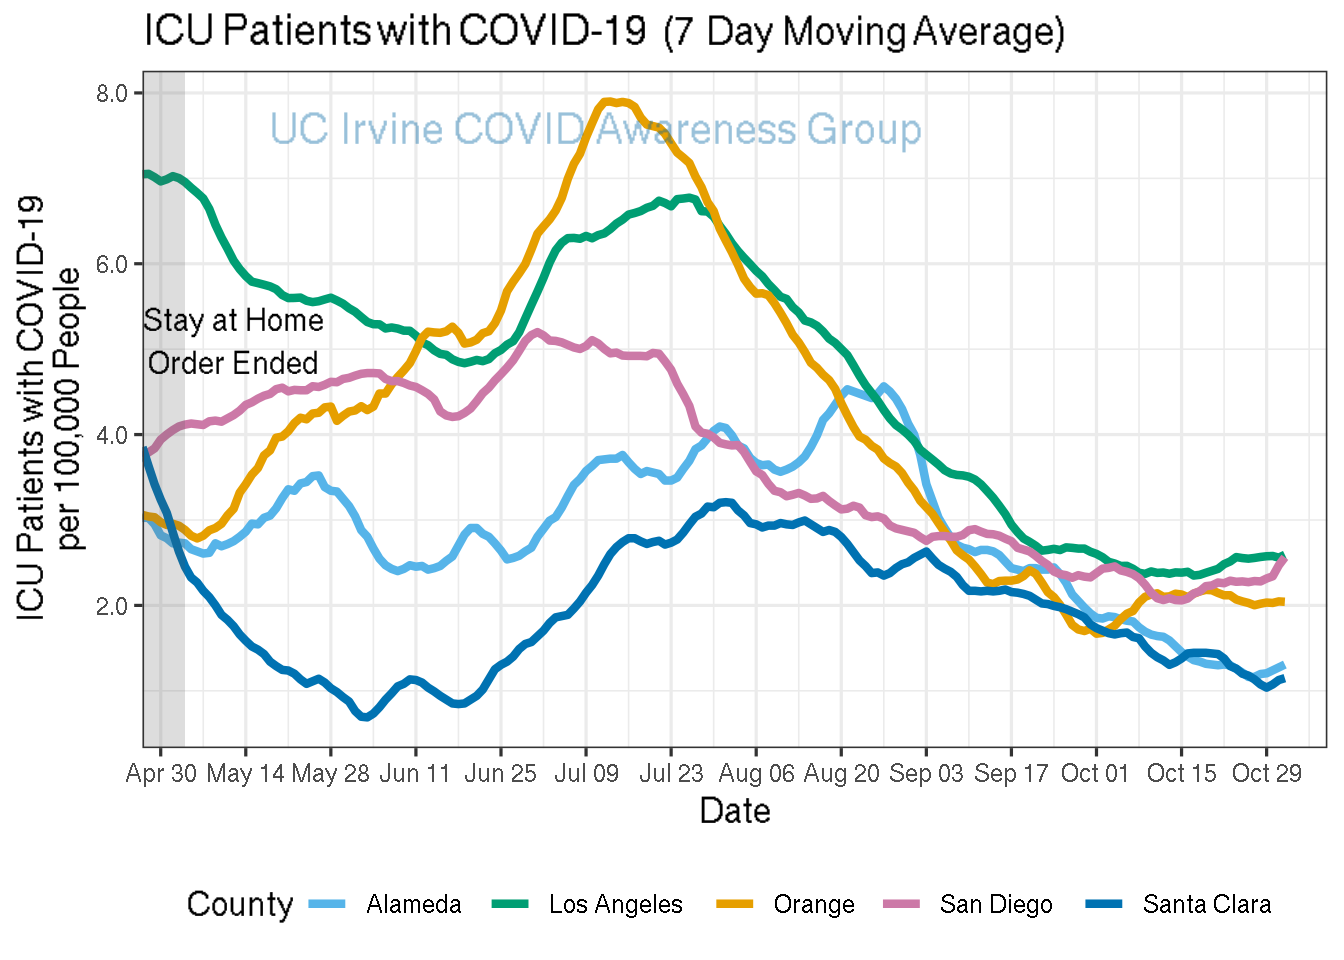 ICU Patients with COVID-19 (7 Day Moving Average)
UC Irvine COVID Awareness Group
ICU Patients with COVID-19
per 100,000 People
8.0
6.0
4.0
2.0
Stay at Home
Order Ended
Apr 30 May 14 May 28 Jun 11 Jun 25 Jul 09 Jul 23 Aug 06 Aug 20 Sep 03 Sep 17 Oct 01 Oct 15 Oct 29
Date
County Alameda Los Angeles Orange San Diego Santa Clara